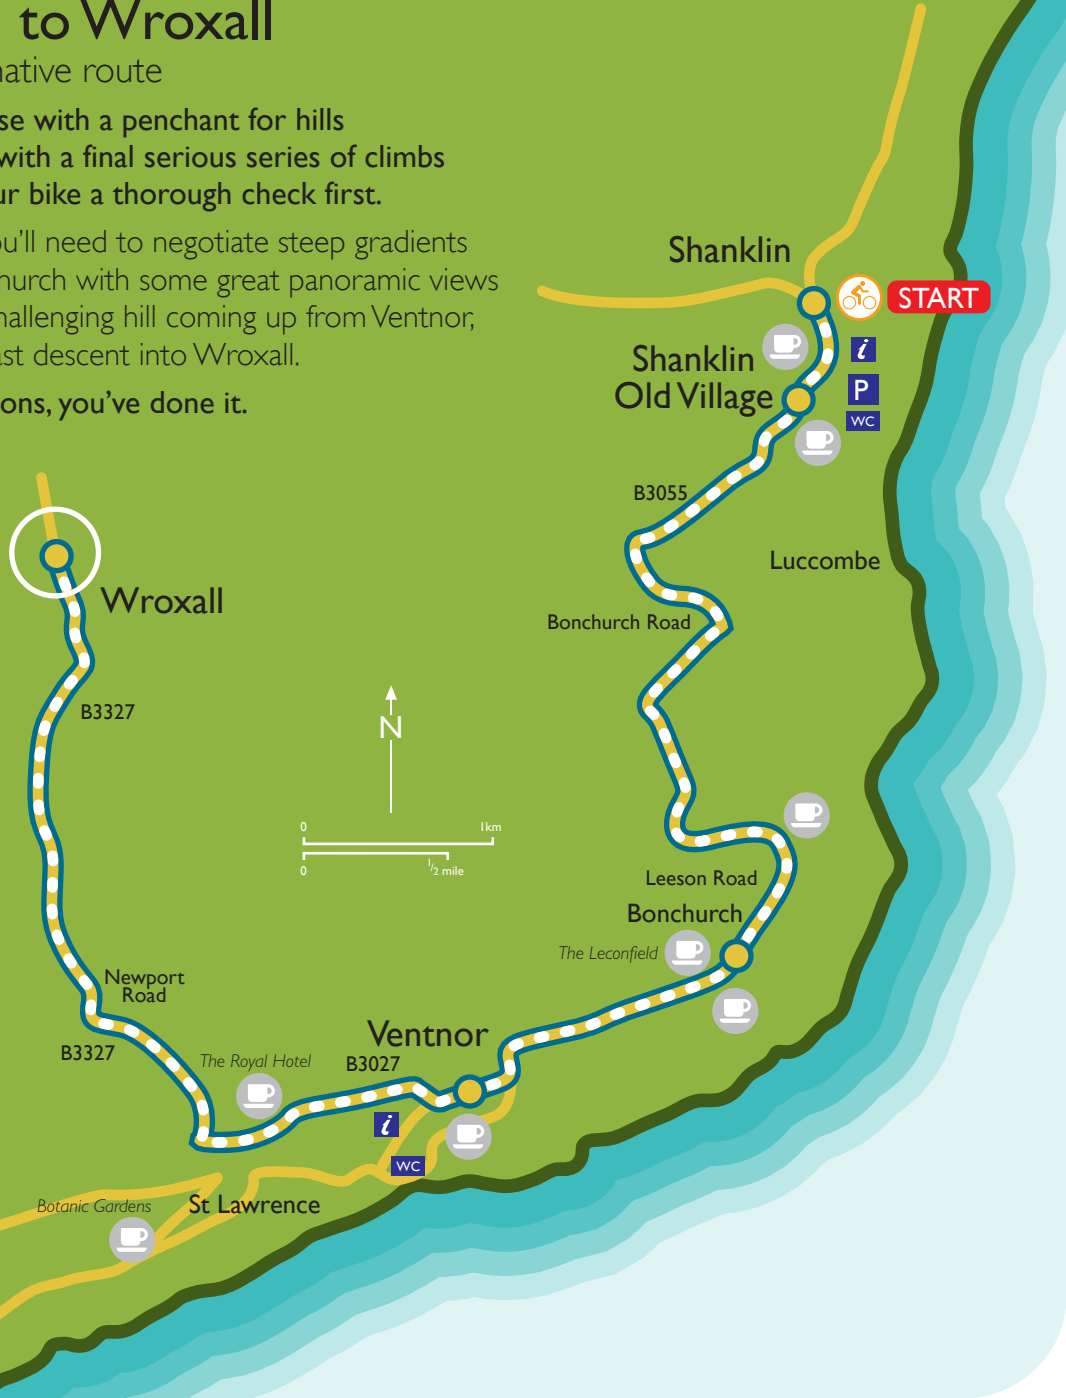 to Wroxall
native route
se with a penchant for hills
with a final serious series of climbs
ur bike a thorough check first.
ou'll need to negotiate steep gradients
church with some great panoramic views
hallenging hill coming up from Ventnor,
ast descent into Wroxall.
ons, you've done it.
Shanklin
START
Shanklin
Old Village
i
P
WC
B3055
Luccombe
Wroxall
Bonchurch Road
B3327
N
0 1km
0 1/2 mile
Leeson Road
Bonchurch
The Leconfield
Newport
Road
Ventnor
B3327
The Royal Hotel
B3027
i
WC
Botanic Gardens
St Lawrence